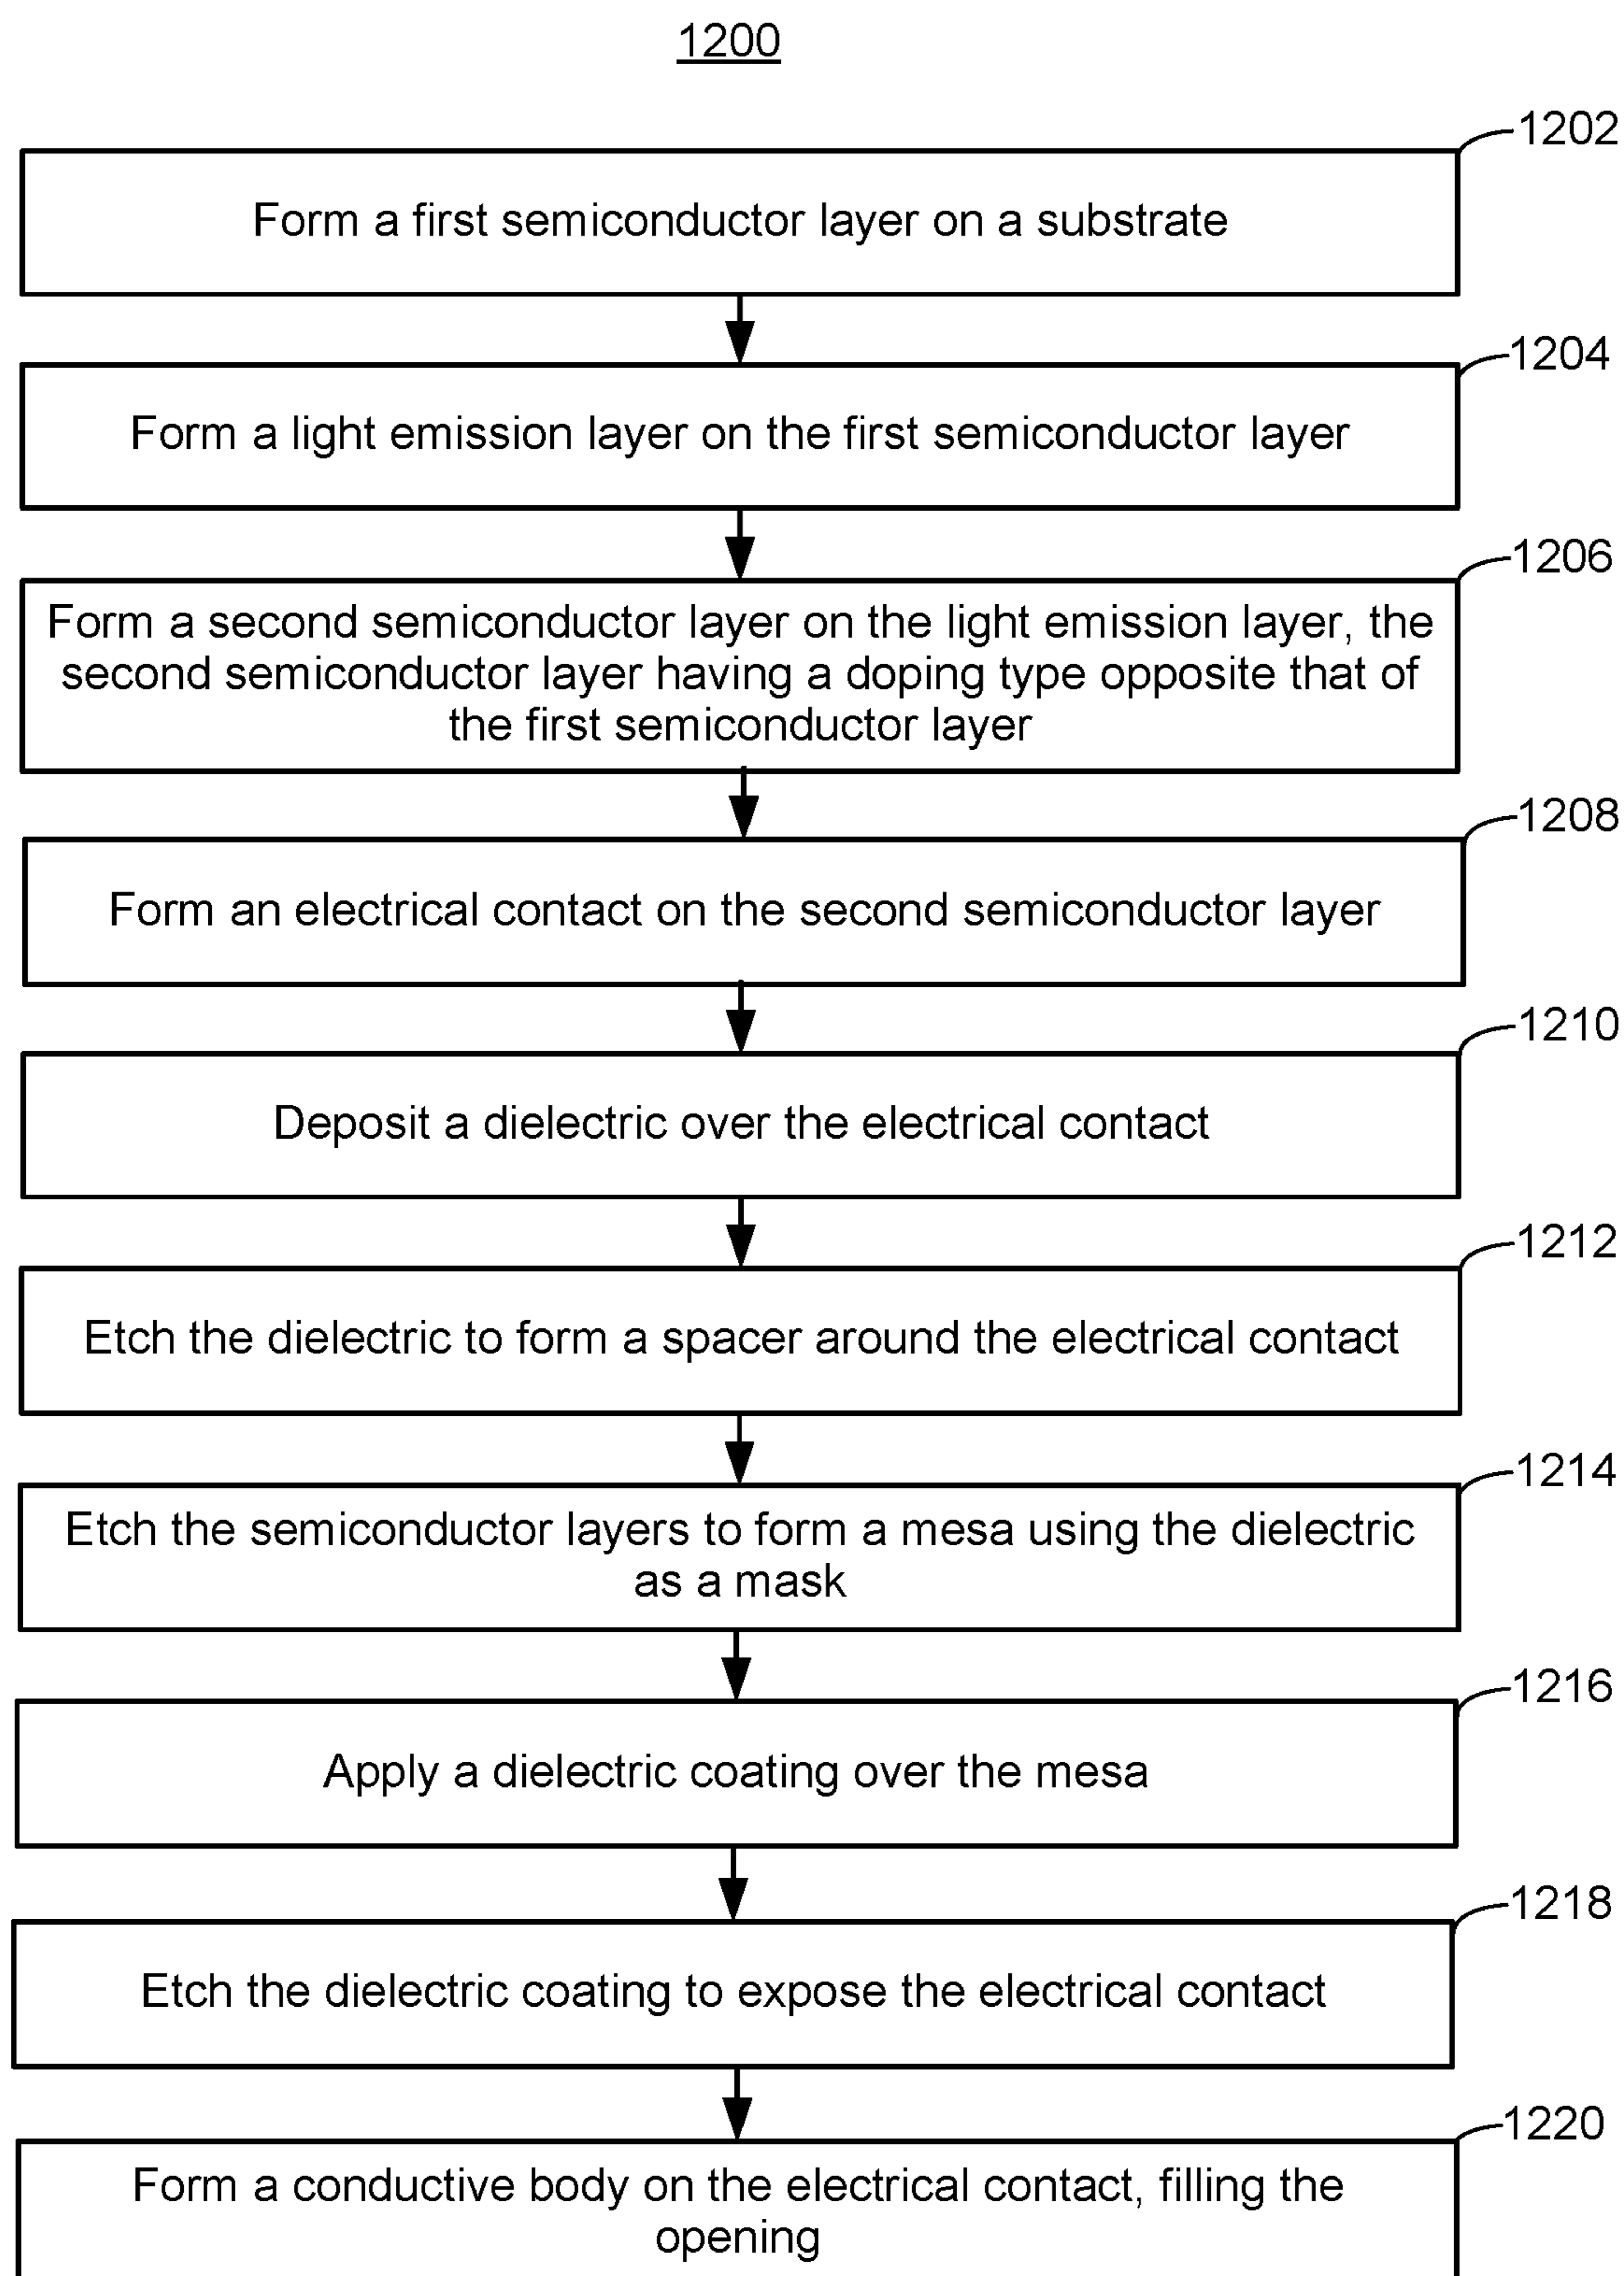 1200
1202
Form a first semiconductor layer on a substrate
1204
Form a light emission layer on the first semiconductor layer
1206
Form a second semiconductor layer on the light emission layer, the
second semiconductor layer having a doping type opposite that of
the first semiconductor layer
1208
Form an electrical contact on the second semiconductor layer
1210
Deposit a dielectric over the electrical contact
1212
Etch the dielectric to form a spacer around the electrical contact
1214
Etch the semiconductor layers to form a mesa using the dielectric
as a mask
1216
Apply a dielectric coating over the mesa
1218
Etch the dielectric coating to expose the electrical contact
1220
Form a conductive body on the electrical contact, filling the
opening